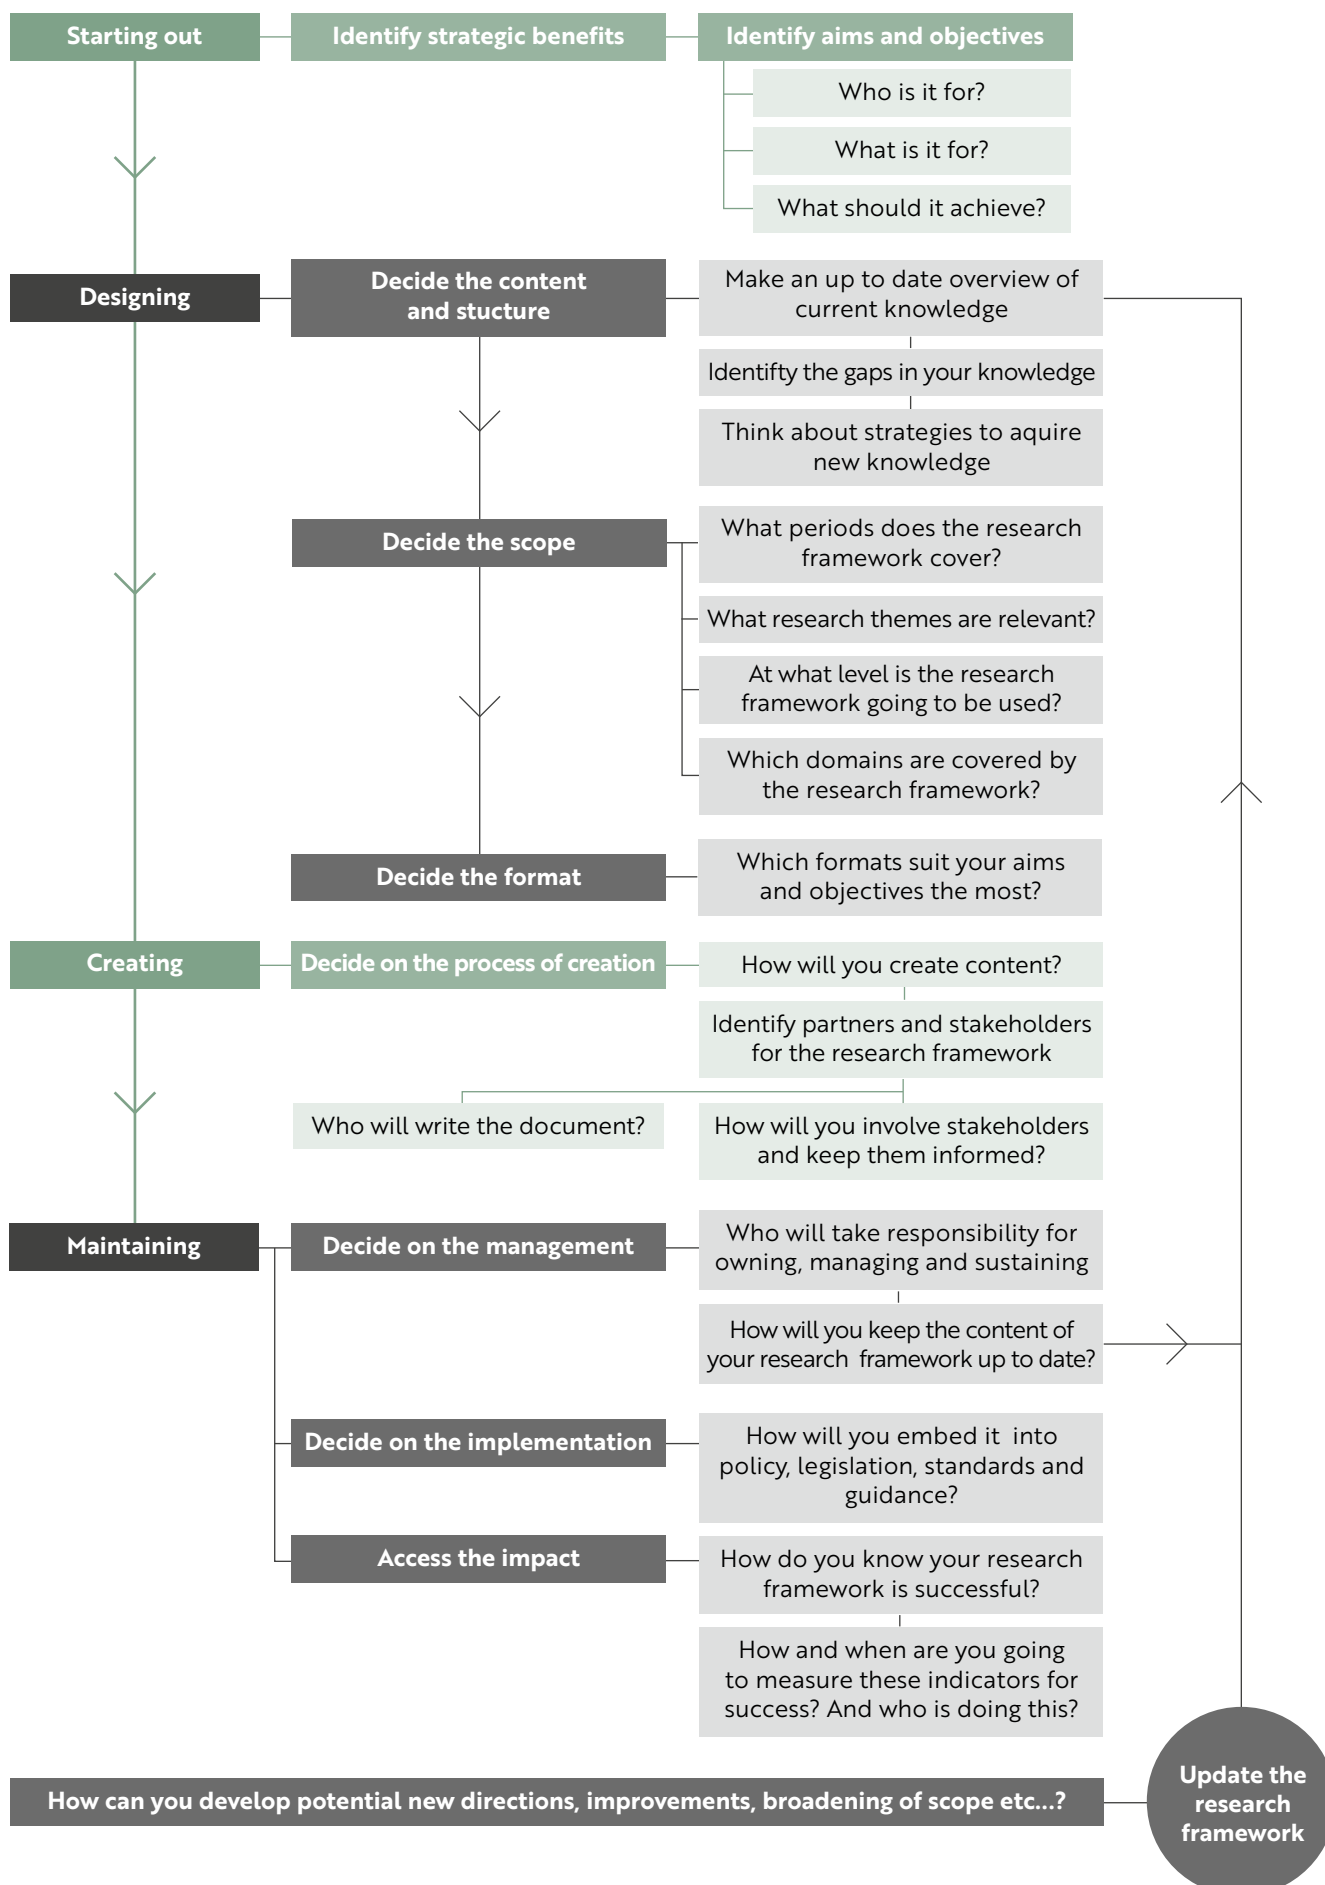 Starting out
Identify strategic benefits
Identify aims and objectives
Who is it for?
What is it for?
What should it achieve?
Designing
Decide the content
and stucture
Make an up to date overview of
current knowledge
Identifty the gaps in your knowledge
Think about strategies to aquire
new knowledge
Decide the scope
What periods does the research
framework cover?
What research themes are relevant?
At what level is the research
framework going to be used?
Which domains are covered by
the research framework?
Decide the format
Which formats suit your aims
and objectives the most?
Creating
Decide on the process of creation
How will you create content?
Identify partners and stakeholders
for the research framework
Who will write the document?
How will you involve stakeholders
and keep them informed?
Maintaining
Decide on the management
Who will take responsibility for
owning, managing and sustaining
How will you keep the content of
your research framework up to date?
Decide on the implementation
How will you embed it into
policy, legislation, standards and
guidance?
Access the impact
How do you know your research
framework is successful?
How and when are you going
to measure these indicators for
success? And who is doing this?
How can you develop potential new directions, improvements, broadening of scope etc...?
Update the
research
framework